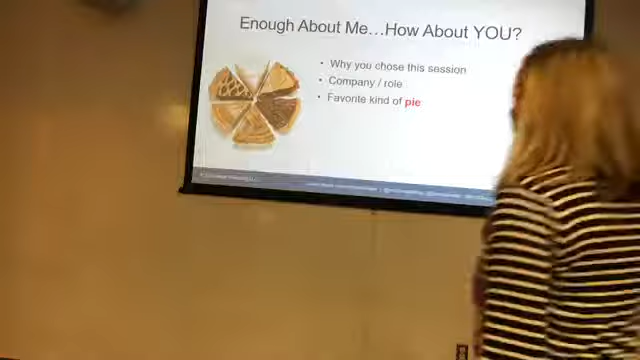 Enough About Me…How About YOU?
• Why you chose this session
• Company / role
• Favorite kind of pie